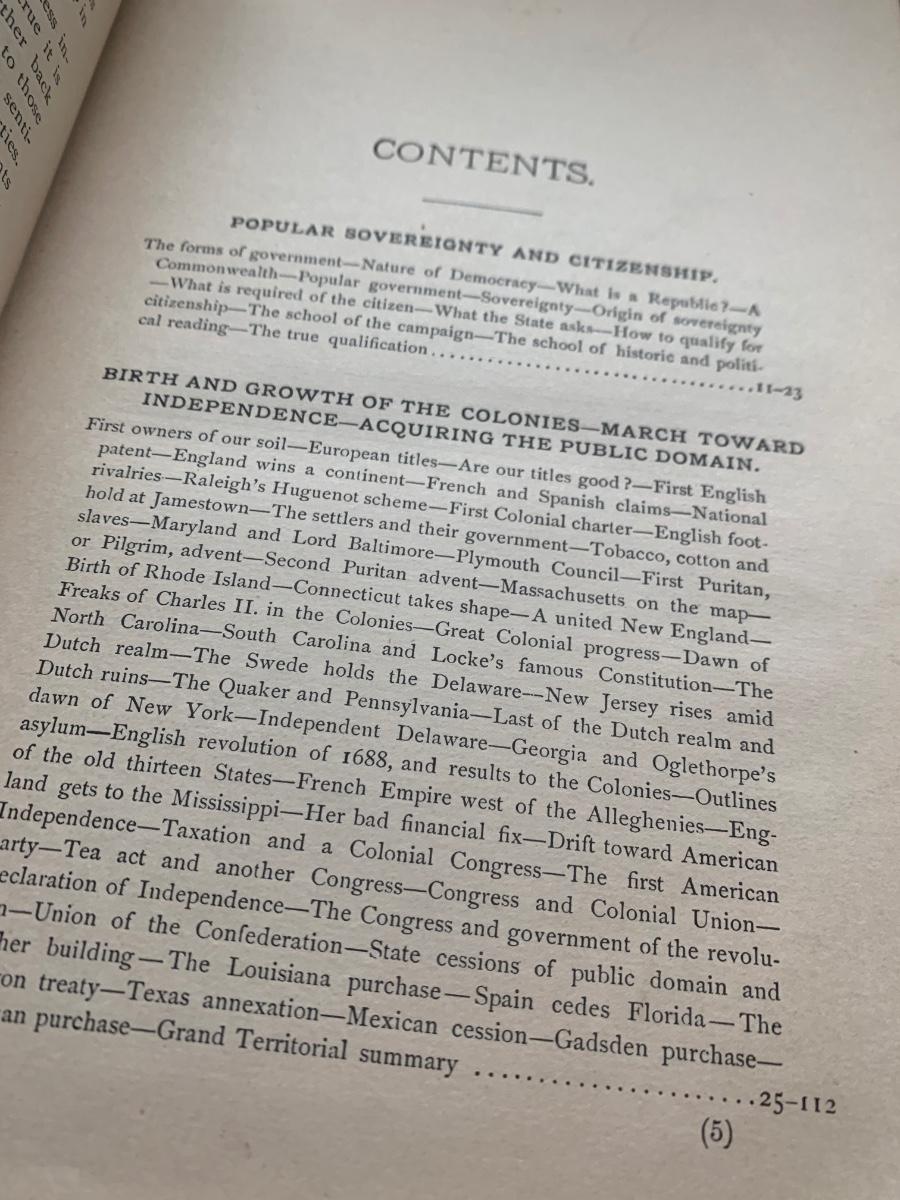 ess in-
rue it is
ther back
to those
senti-
ties.
ts
in
CONTENTS.
POPULAR SOVEREIGNTY AND CITIZENSHIP.
The forms of government—Nature of Democracy—What is a Republic?—A
Commonwealth—Popular government—Sovereignty—Origin of sovereignty
—What is required of the citizen—What the State asks—How to qualify for
citizenship—The school of the campaign—The school of historic and politi-
cal reading—The true qualification........................................11-23
BIRTH AND GROWTH OF THE COLONIES—MARCH TOWARD
INDEPENDENCE—ACQUIRING THE PUBLIC DOMAIN.
First owners of our soil—European titles—Are our titles good?—First English
patent—England wins a continent—French and Spanish claims—National
rivalries—Raleigh's Huguenot scheme—First Colonial charter—English foot-
hold at Jamestown—The settlers and their government—Tobacco, cotton and
slaves—Maryland and Lord Baltimore—Plymouth Council—First Puritan,
or Pilgrim, advent—Second Puritan advent—Massachusetts on the map—
Birth of Rhode Island—Connecticut takes shape—A united New England—
Freaks of Charles II. in the Colonies—Great Colonial progress—Dawn of
North Carolina—South Carolina and Locke's famous Constitution—The
Dutch realm—The Swede holds the Delaware—New Jersey rises amid
Dutch ruins—The Quaker and Pennsylvania—Last of the Dutch realm and
dawn of New York—Independent Delaware—Georgia and Oglethorpe's
asylum—English revolution of 1688, and results to the Colonies—Outlines
of the old thirteen States—French Empire west of the Alleghenies—Eng-
land gets to the Mississippi—Her bad financial fix—Drift toward American
Independence—Taxation and a Colonial Congress—The first American
arty—Tea act and another Congress—Congress and Colonial Union—
eclaration of Independence—The Congress and government of the revolu-
n—Union of the Confederation—State cessions of public domain and
her building—The Louisiana purchase—Spain cedes Florida—The
on treaty—Texas annexation—Mexican cession—Gadsden purchase—
an purchase—Grand Territorial summary ......................25-112
(5)